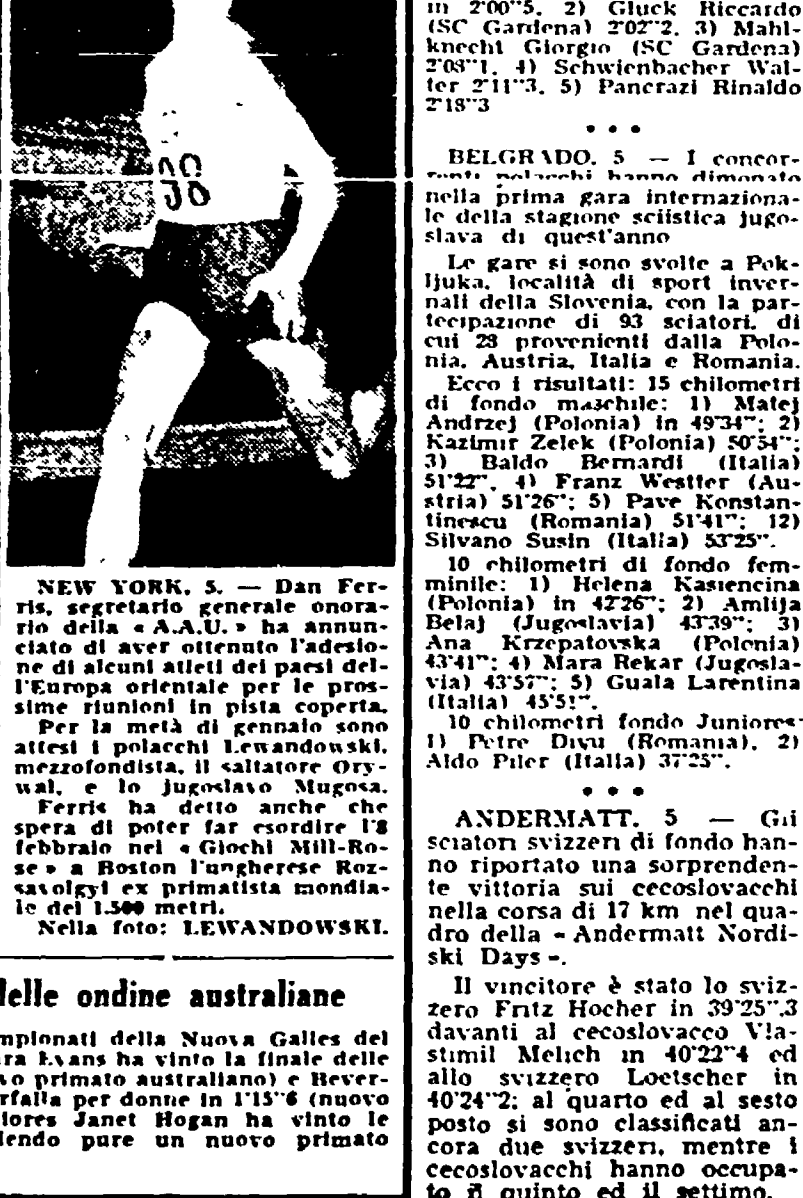 98
NEW YORK. 5. — Dan Fer-
ris, segretario generale onora-
rio della « A.A.U. » ha annun-
ciato di aver ottenuto l'adesio-
ne di alcuni atleti dei paesi del-
l'Europa orientale per le pros-
sime riunioni in pista coperta.
Per la metà di gennaio sono
attesi i polacchi Lewandowski,
mezzofondista, il saltatore Ory-
wal, e lo jugoslavo Mugosa.
Ferris ha detto anche che
spera di poter far esordire l'8
febbraio nei « Giochi Mill-Ro-
se » a Boston l'ungherese Roz-
savolgyi ex primatista mondia-
le dei 1.500 metri.
Nella foto: LEWANDOWSKI.
delle ondine australiane
mpionati della Nuova Galles del
ra Evans ha vinto la finale delle
vo primato australiano) e Bever-
rfalla per donne in 1'15"6 (nuovo
iores Janet Hogan ha vinto le
lendo pure un nuovo primato
in 2'00"5. 2) Gluck Riccardo
(SC Gardena) 2'02"2. 3) Mahl-
knecht Giorgio (SC Gardena)
2'08"1. 4) Schwienbacher Wal-
ter 2'11"3. 5) Pancrazi Rinaldo
2'18"3
• • •
BELGRADO. 5 — I concor-
renti polacchi hanno dimonato
nella prima gara internaziona-
le della stagione sciistica jugo-
slava di quest'anno
Le gare si sono svolte a Pok-
ljuka, località di sport inver-
nali della Slovenia, con la par-
tecipazione di 93 sciatori, di
cui 28 provenienti dalla Polo-
nia, Austria, Italia e Romania.
Ecco i risultati: 15 chilometri
di fondo maschile: 1) Matej
Andrzej (Polonia) in 49'34"; 2)
Kazimir Zelek (Polonia) 50'54";
3) Baldo Bernardi (Italia)
51'22", 4) Franz Westter (Au-
stria) 51'26"; 5) Pave Konstan-
tinescu (Romania) 51'41"; 12)
Silvano Susin (Italia) 53'25".
10 chilometri di fondo fem-
minile: 1) Helena Kasiencina
(Polonia) in 42'26"; 2) Amlija
Belaj (Jugoslavia) 43'39"; 3)
Ana Krzepatovska (Polonia)
43'41"; 4) Mara Rekar (Jugosla-
via) 43'57"; 5) Guala Larentina
(Italia) 45'51".
10 chilometri fondo Juniores:
1) Petre Divu (Romania). 2)
Aldo Piler (Italia) 37'25".
• • •
ANDERMATT. 5 — Gli
sciatori svizzeri di fondo han-
no riportato una sorprenden-
te vittoria sui cecoslovacchi
nella corsa di 17 km nel qua-
dro della « Andermatt Nordi-
ski Days ».
Il vincitore è stato lo sviz-
zero Fritz Hocher in 39'25".3
davanti al cecoslovacco Vla-
stimil Melich in 40'22"4 ed
allo svizzero Loetscher in
40'24"2; al quarto ed al sesto
posto si sono classificati an-
cora due svizzeri, mentre i
cecoslovacchi hanno occupa-
to il quinto ed il settimo.